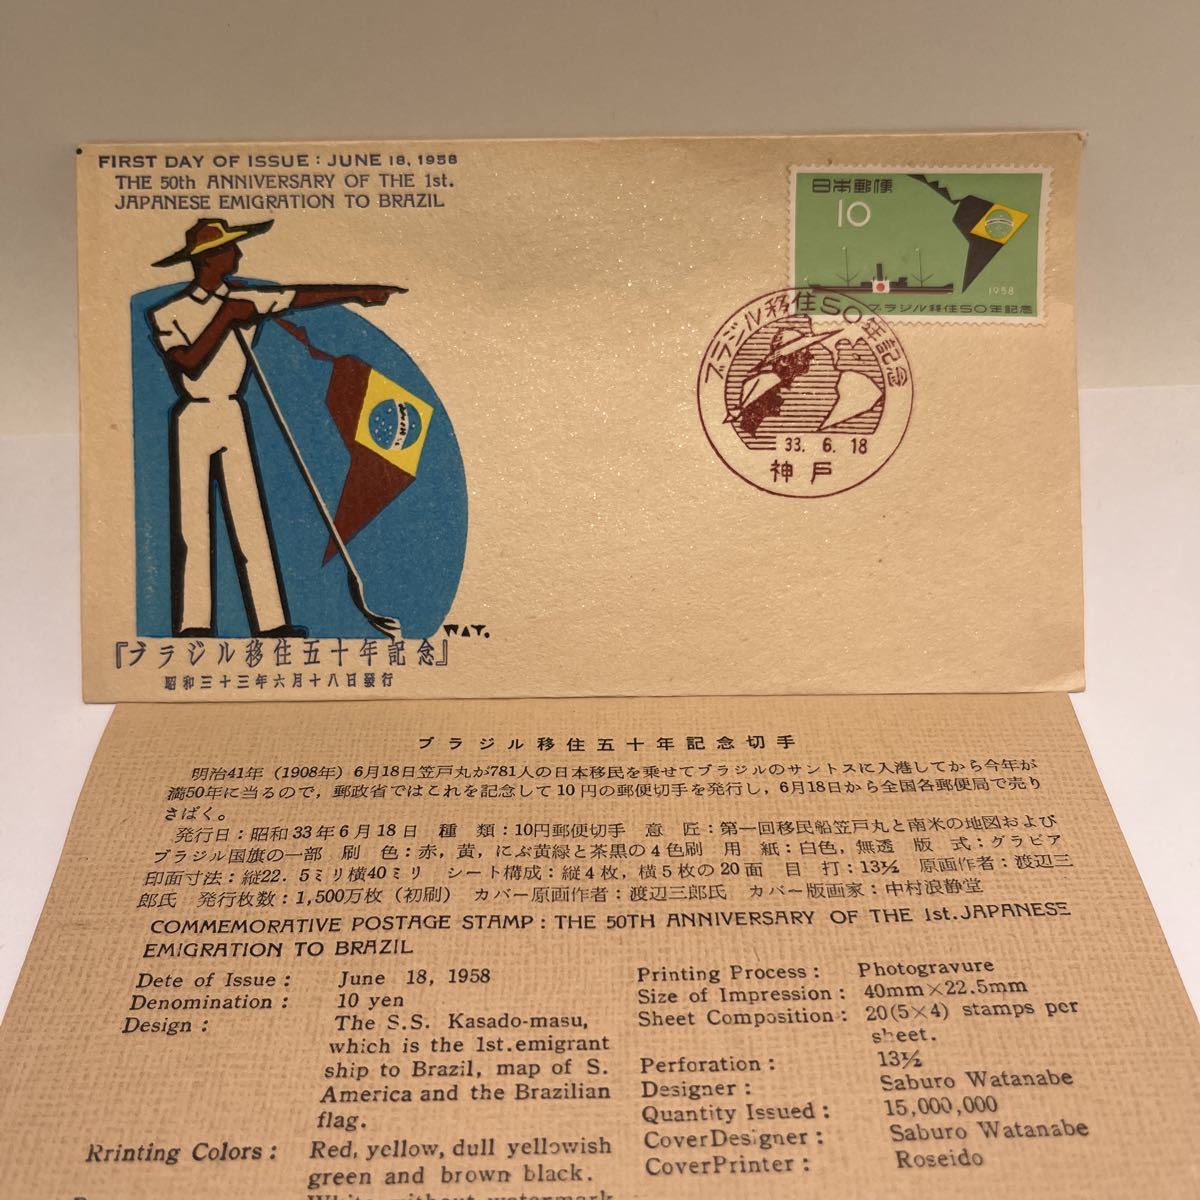 FIRST DAY OF ISSUE : JUNE 18, 1958
THE 50th ANNIVERSARY OF THE 1st.
JAPANESE EMIGRATION TO BRAZIL
日本郵便
10
1958
ブラジル移住50年記念
ブラジル移住50年記念
33. 6. 18
神戸
WAT.
『ブラジル移住五十年記念』
昭和三十三年六月十八日發行
ブラジル移住五十年記念切手
明治41年（1908年）6月18日笠戸丸が781人の日本移民を乗せてブラジルのサントスに入港してから今年が
満50年に当るので，郵政省ではこれを記念して10円の郵便切手を発行し，6月18日から全国各郵便局で売り
さばく。
発行日：昭和33年6月18日 種 類：10円郵便切手 意 匠：第一回移民船笠戸丸と南米の地図および
ブラジル国旗の一部 刷 色：赤，黄，にぶ黄緑と茶黒の4色刷 用 紙：白色，無透 版 式：グラビア
印面寸法：縦22．5ミリ横40ミリ シート構成：縦4枚，横5枚の20面 目 打：13½ 原画作者：渡辺三
郎氏 発行枚数：1,500万枚（初刷） カバー原画作者：渡辺三郎氏 カバー版画家：中村浪静堂
COMMEMORATIVE POSTAGE STAMP : THE 50TH ANNIVERSARY OF THE 1st. JAPANESE
EMIGRATION TO BRAZIL
Dete of Issue : June 18, 1958
Denomination : 10 yen
Design : The S.S. Kasado-masu,
which is the 1st.emigrant
ship to Brazil, map of S.
America and the Brazilian
flag.
Rrinting Colors : Red, yellow, dull yellowish
green and brown black.
White without watermark
Printing Process : Photogravure
Size of Impression : 40mm×22.5mm
Sheet Composition : 20(5×4) stamps per
sheet.
Perforation : 13½
Designer : Saburo Watanabe
Quantity Issued : 15,000,000
CoverDesigner : Saburo Watanabe
CoverPrinter : Roseido